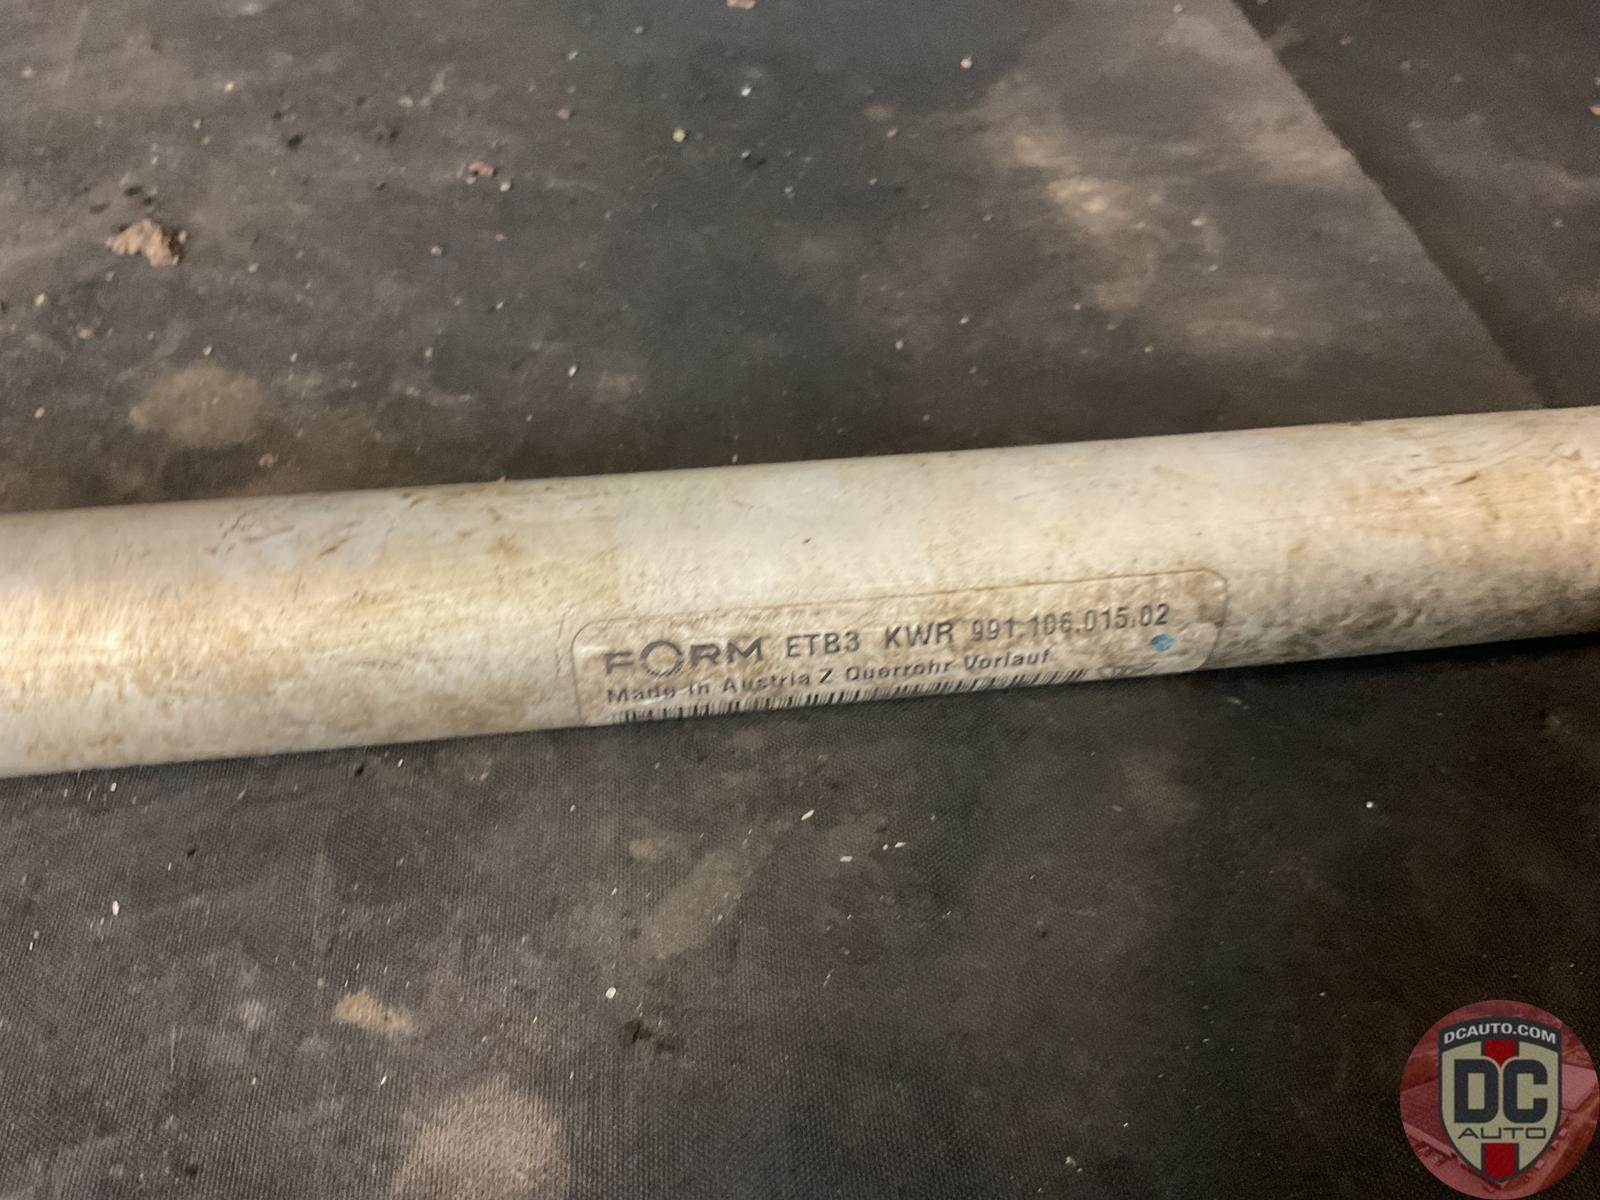 FORM ETB3 KWR 991.106.015.02
Made in Austria Z Querrohr Vorlauf
DCAUTO.COM
DC
AUTO